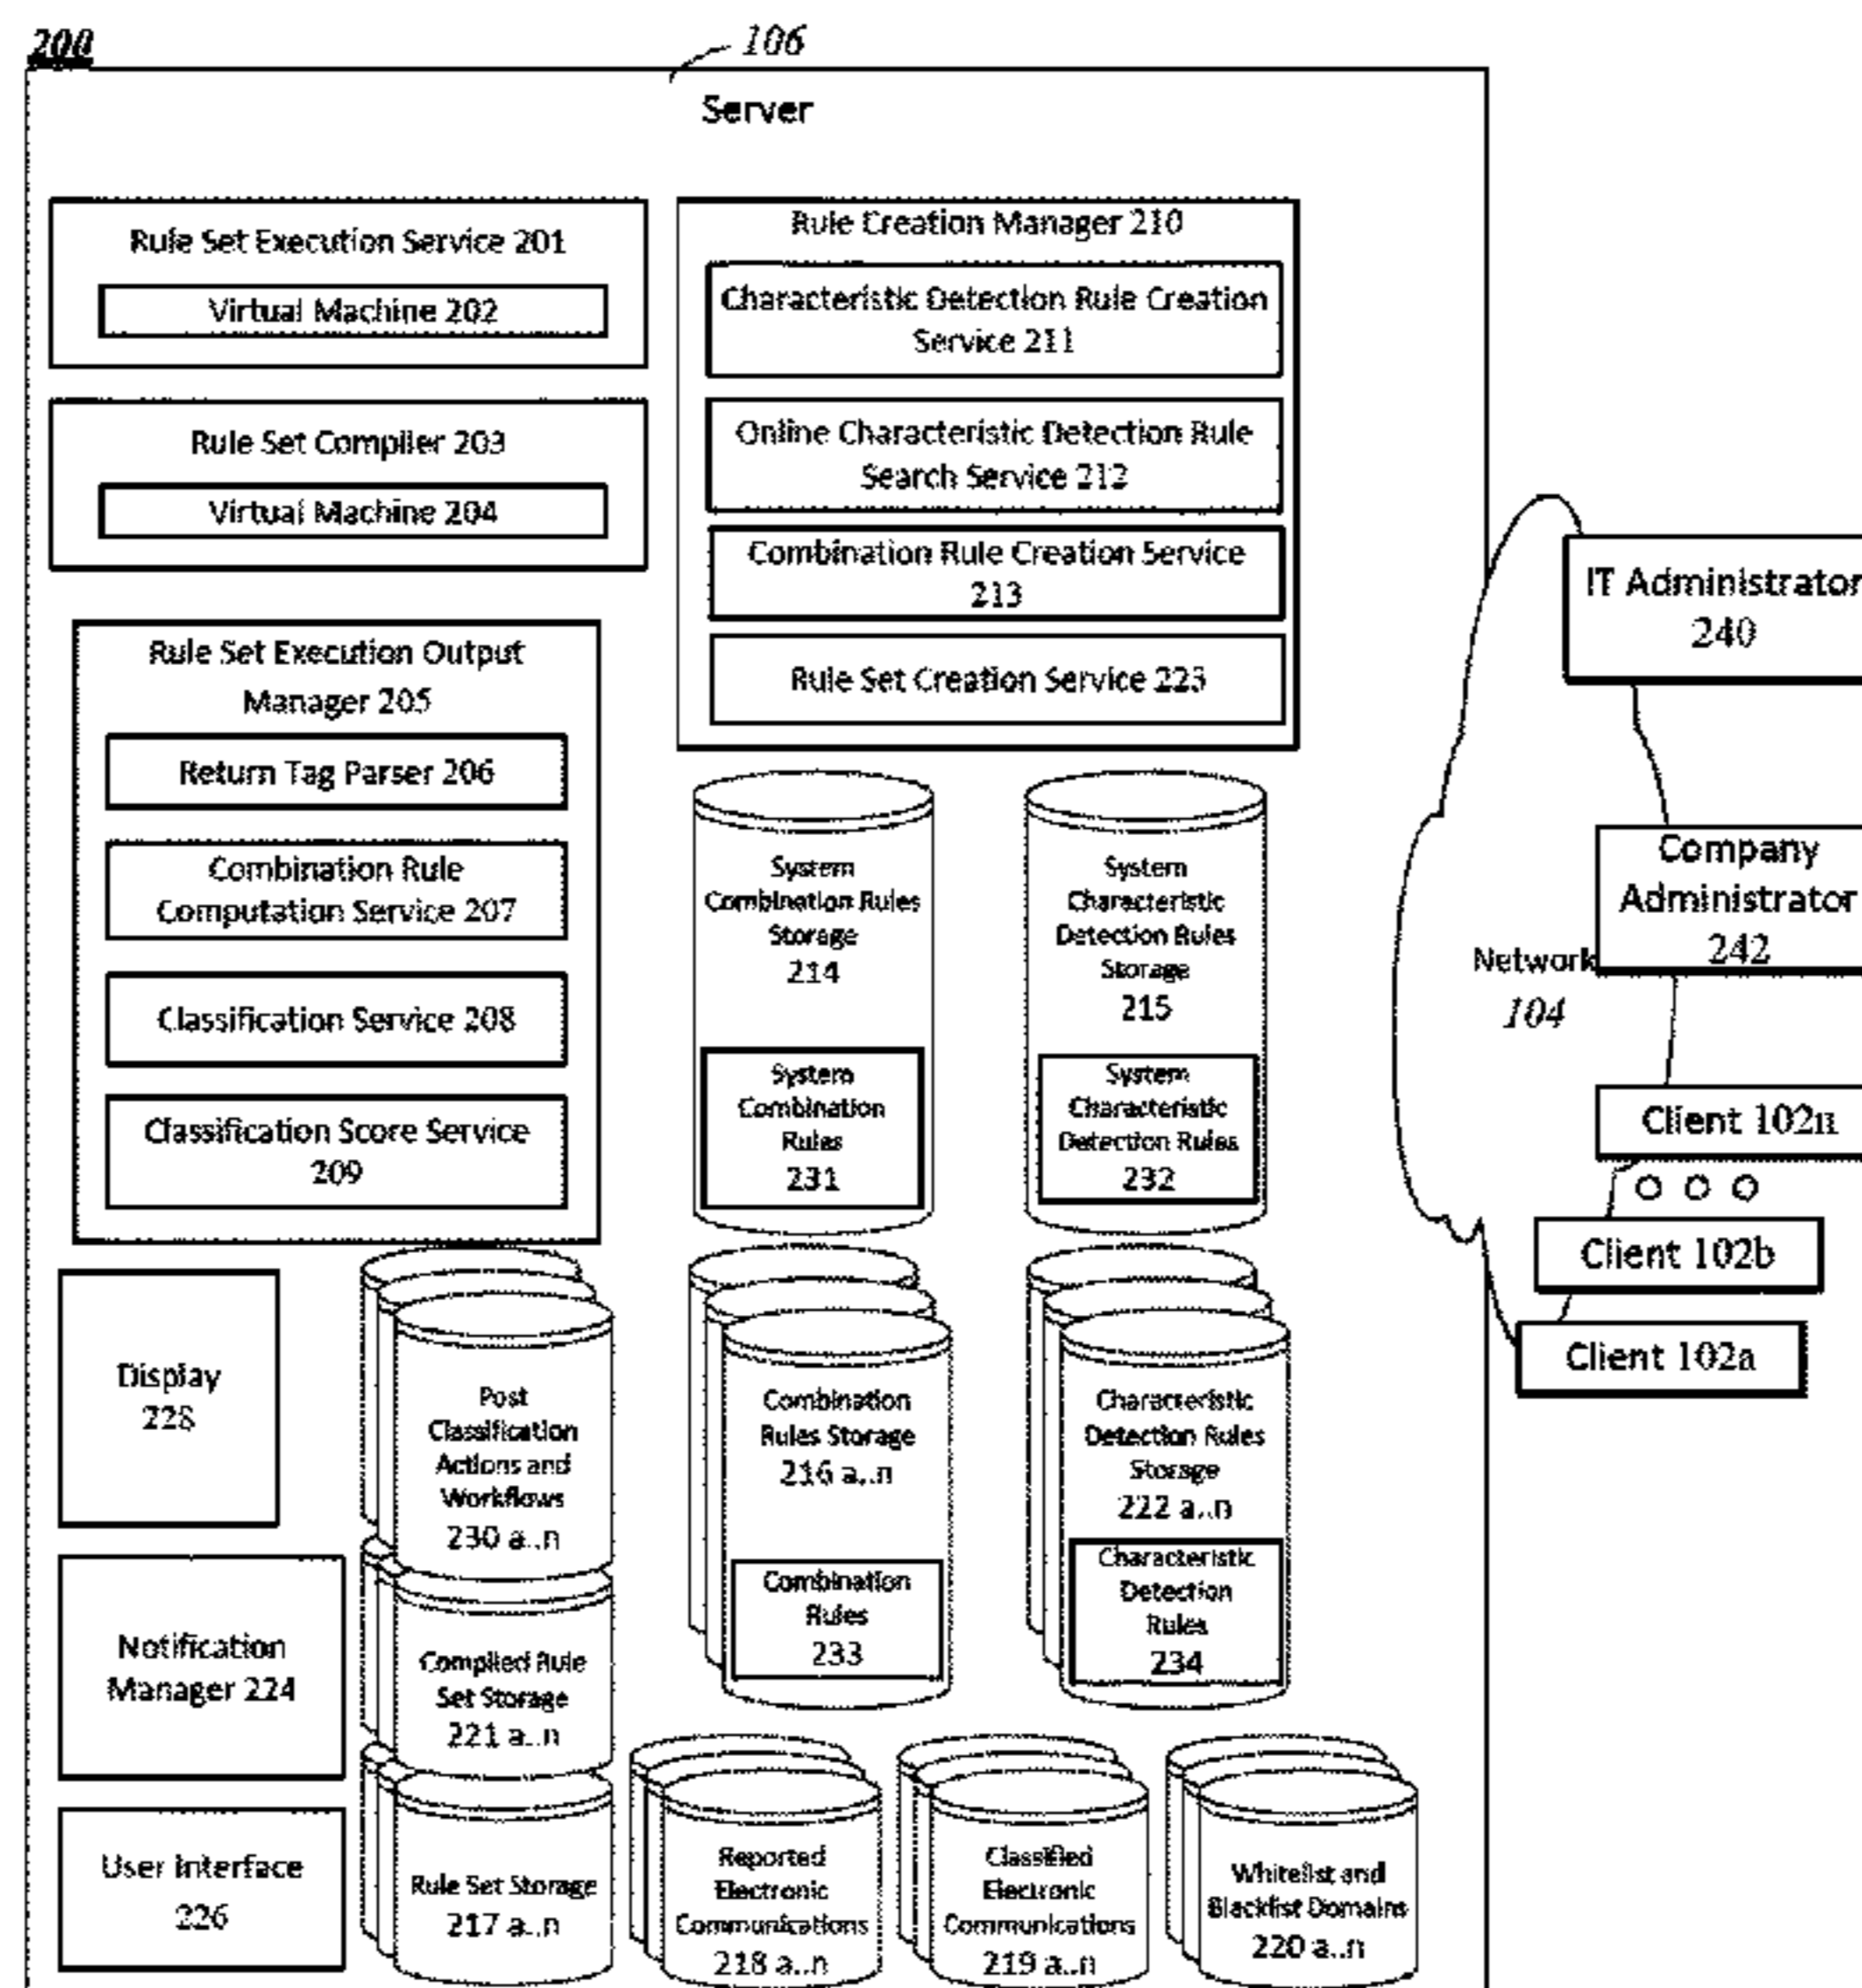 200
106
Server
Rule Set Execution Service 201
Virtual Machine 202
Rule Set Compiler 203
Virtual Machine 204
Rule Set Execution Output
Manager 205
Return Tag Parser 206
Combination Rule
Computation Service 207
Classification Service 208
Classification Score Service
209
Rule Creation Manager 210
Characteristic Detection Rule Creation
Service 211
Online Characteristic Detection Rule
Search Service 212
Combination Rule Creation Service
213
Rule Set Creation Service 223
System
Combination Rules
Storage
214
System
Combination
Rules
231
System
Characteristic
Detection Rules
Storage
215
System
Characteristic
Detection Rules
232
Display
228
Notification
Manager 224
User Interface
226
Post
Classification
Actions and
Workflows
230 a..n
Compiled Rule
Set Storage
221 a..n
Rule Set Storage
217 a..n
Combination
Rules Storage
216 a..n
Combination
Rules
233
Characteristic
Detection Rules
Storage
222 a..n
Characteristic
Detection
Rules
234
Reported
Electronic
Communications
218 a..n
Classified
Electronic
Communications
219 a..n
Whitelist and
Blacklist Domains
220 a..n
IT Administrator
240
Company
Administrator
242
Network
104
Client 102n
Client 102b
Client 102a